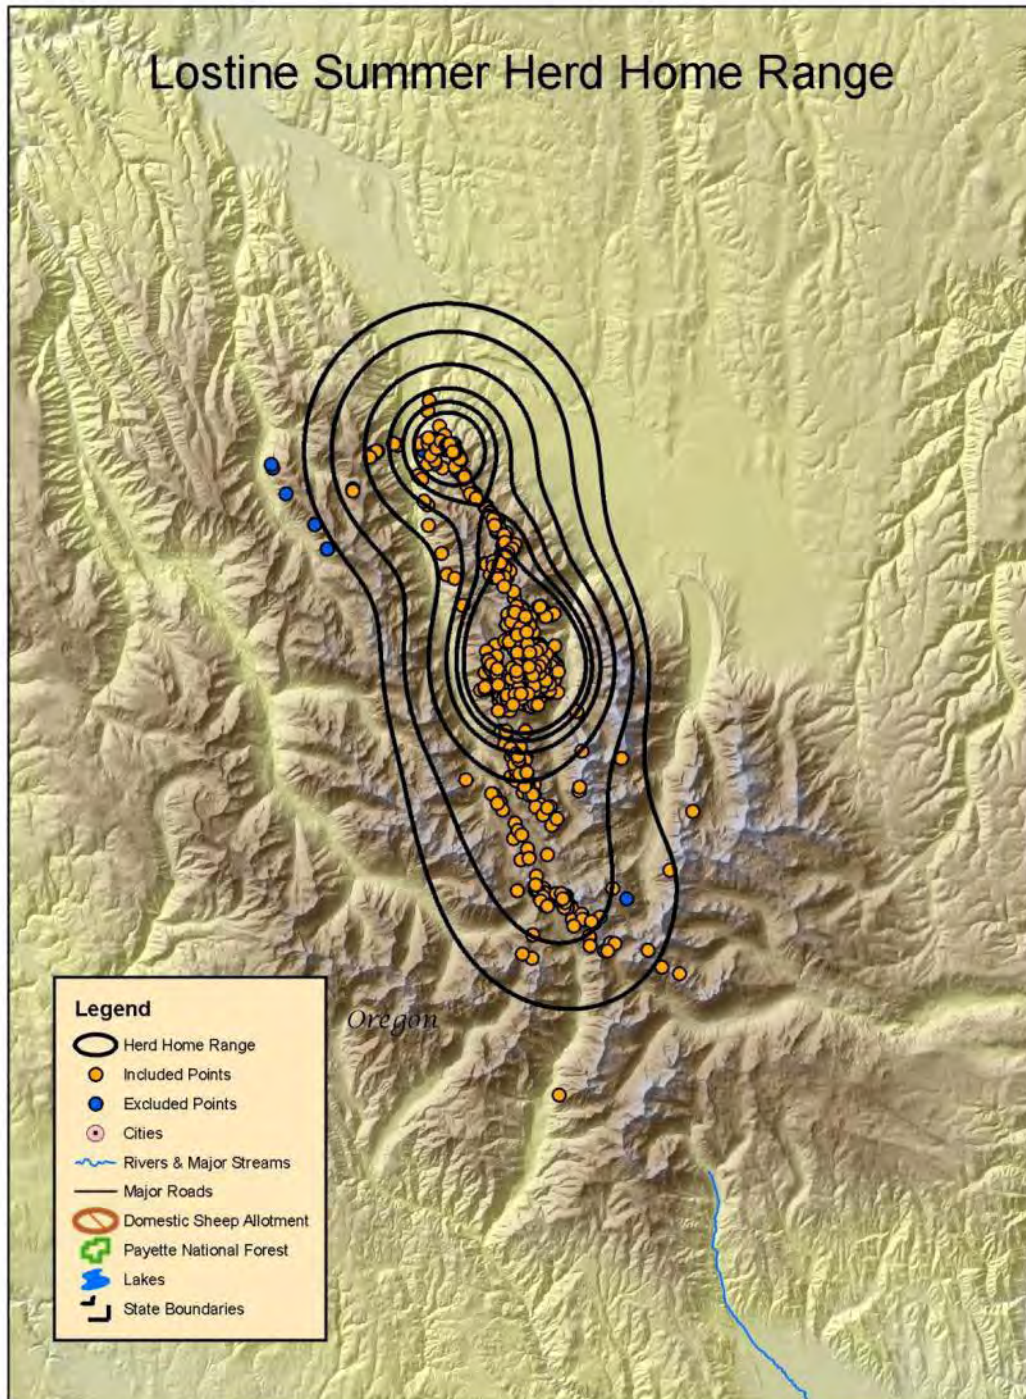 Lostine Summer Herd Home Range
Oregon
Legend
Herd Home Range
Included Points
Excluded Points
Cities
Rivers & Major Streams
Major Roads
Domestic Sheep Allotment
Payette National Forest
Lakes
State Boundaries